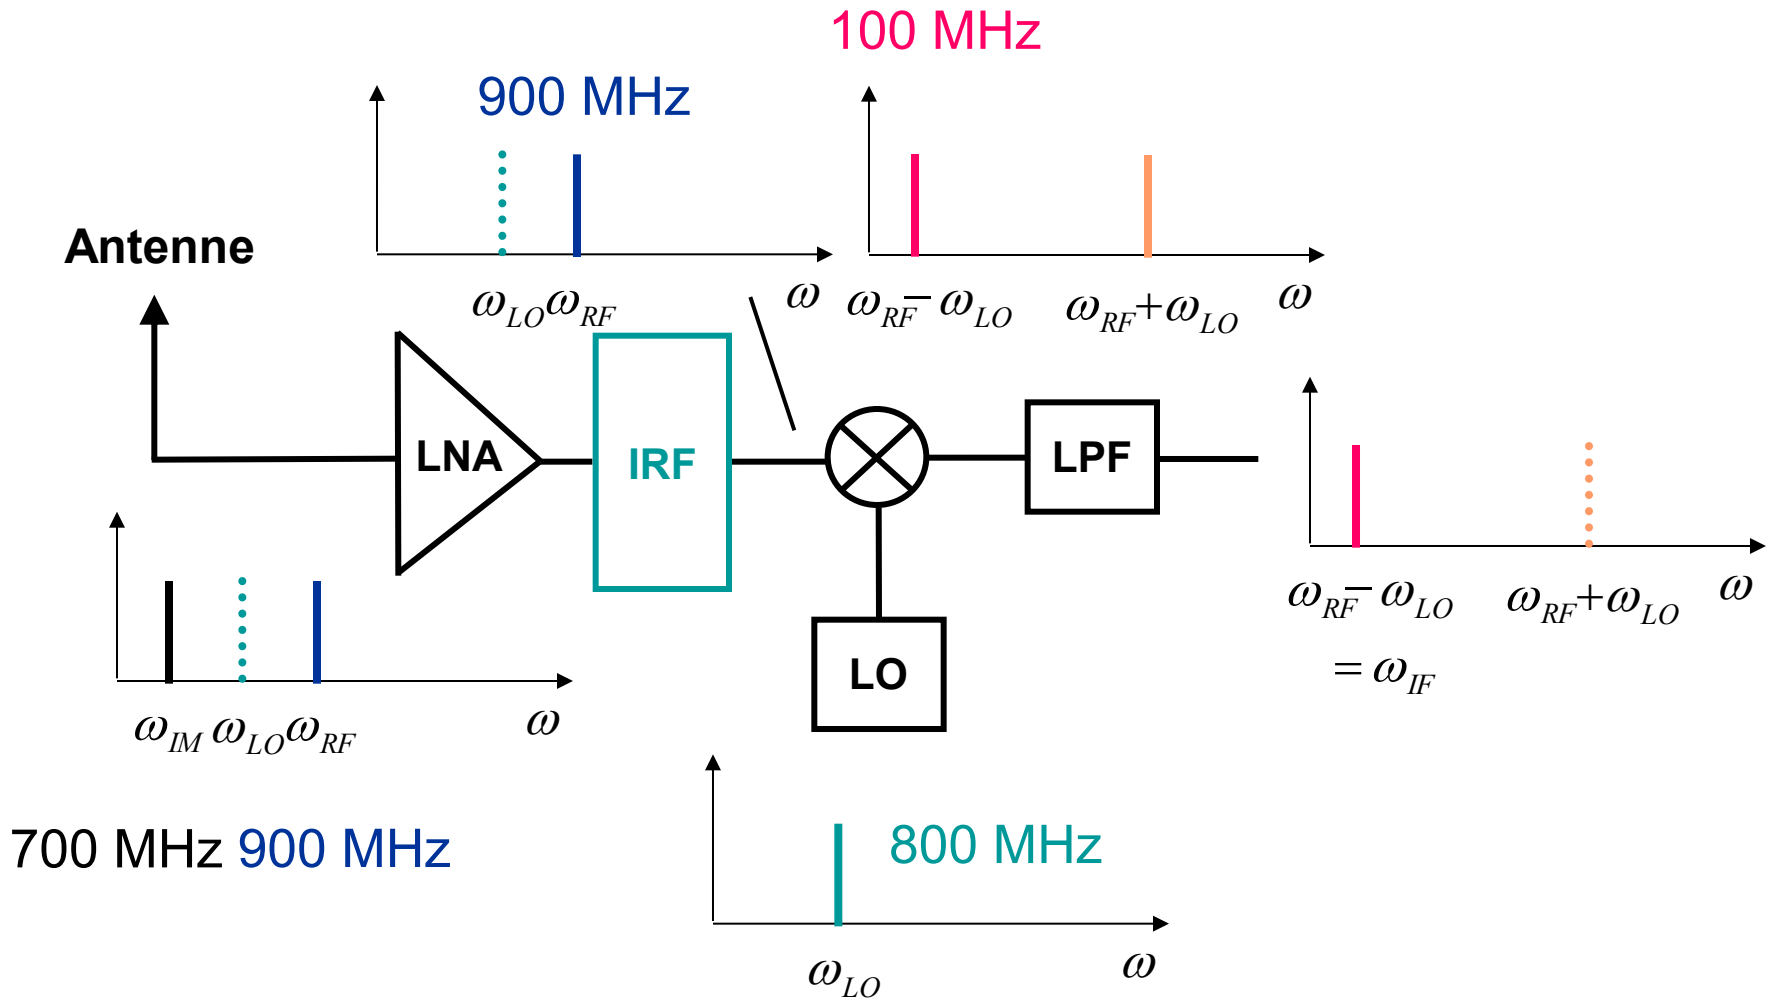 100 MHz
900 MHz
Antenne
ω_LO ω_RF
ω
ω_RF − ω_LO
ω_RF + ω_LO
ω
LNA
IRF
LPF
LO
ω_IM ω_LO ω_RF
ω
ω_RF − ω_LO
ω_RF + ω_LO
ω
= ω_IF
700 MHz 900 MHz
800 MHz
ω_LO
ω